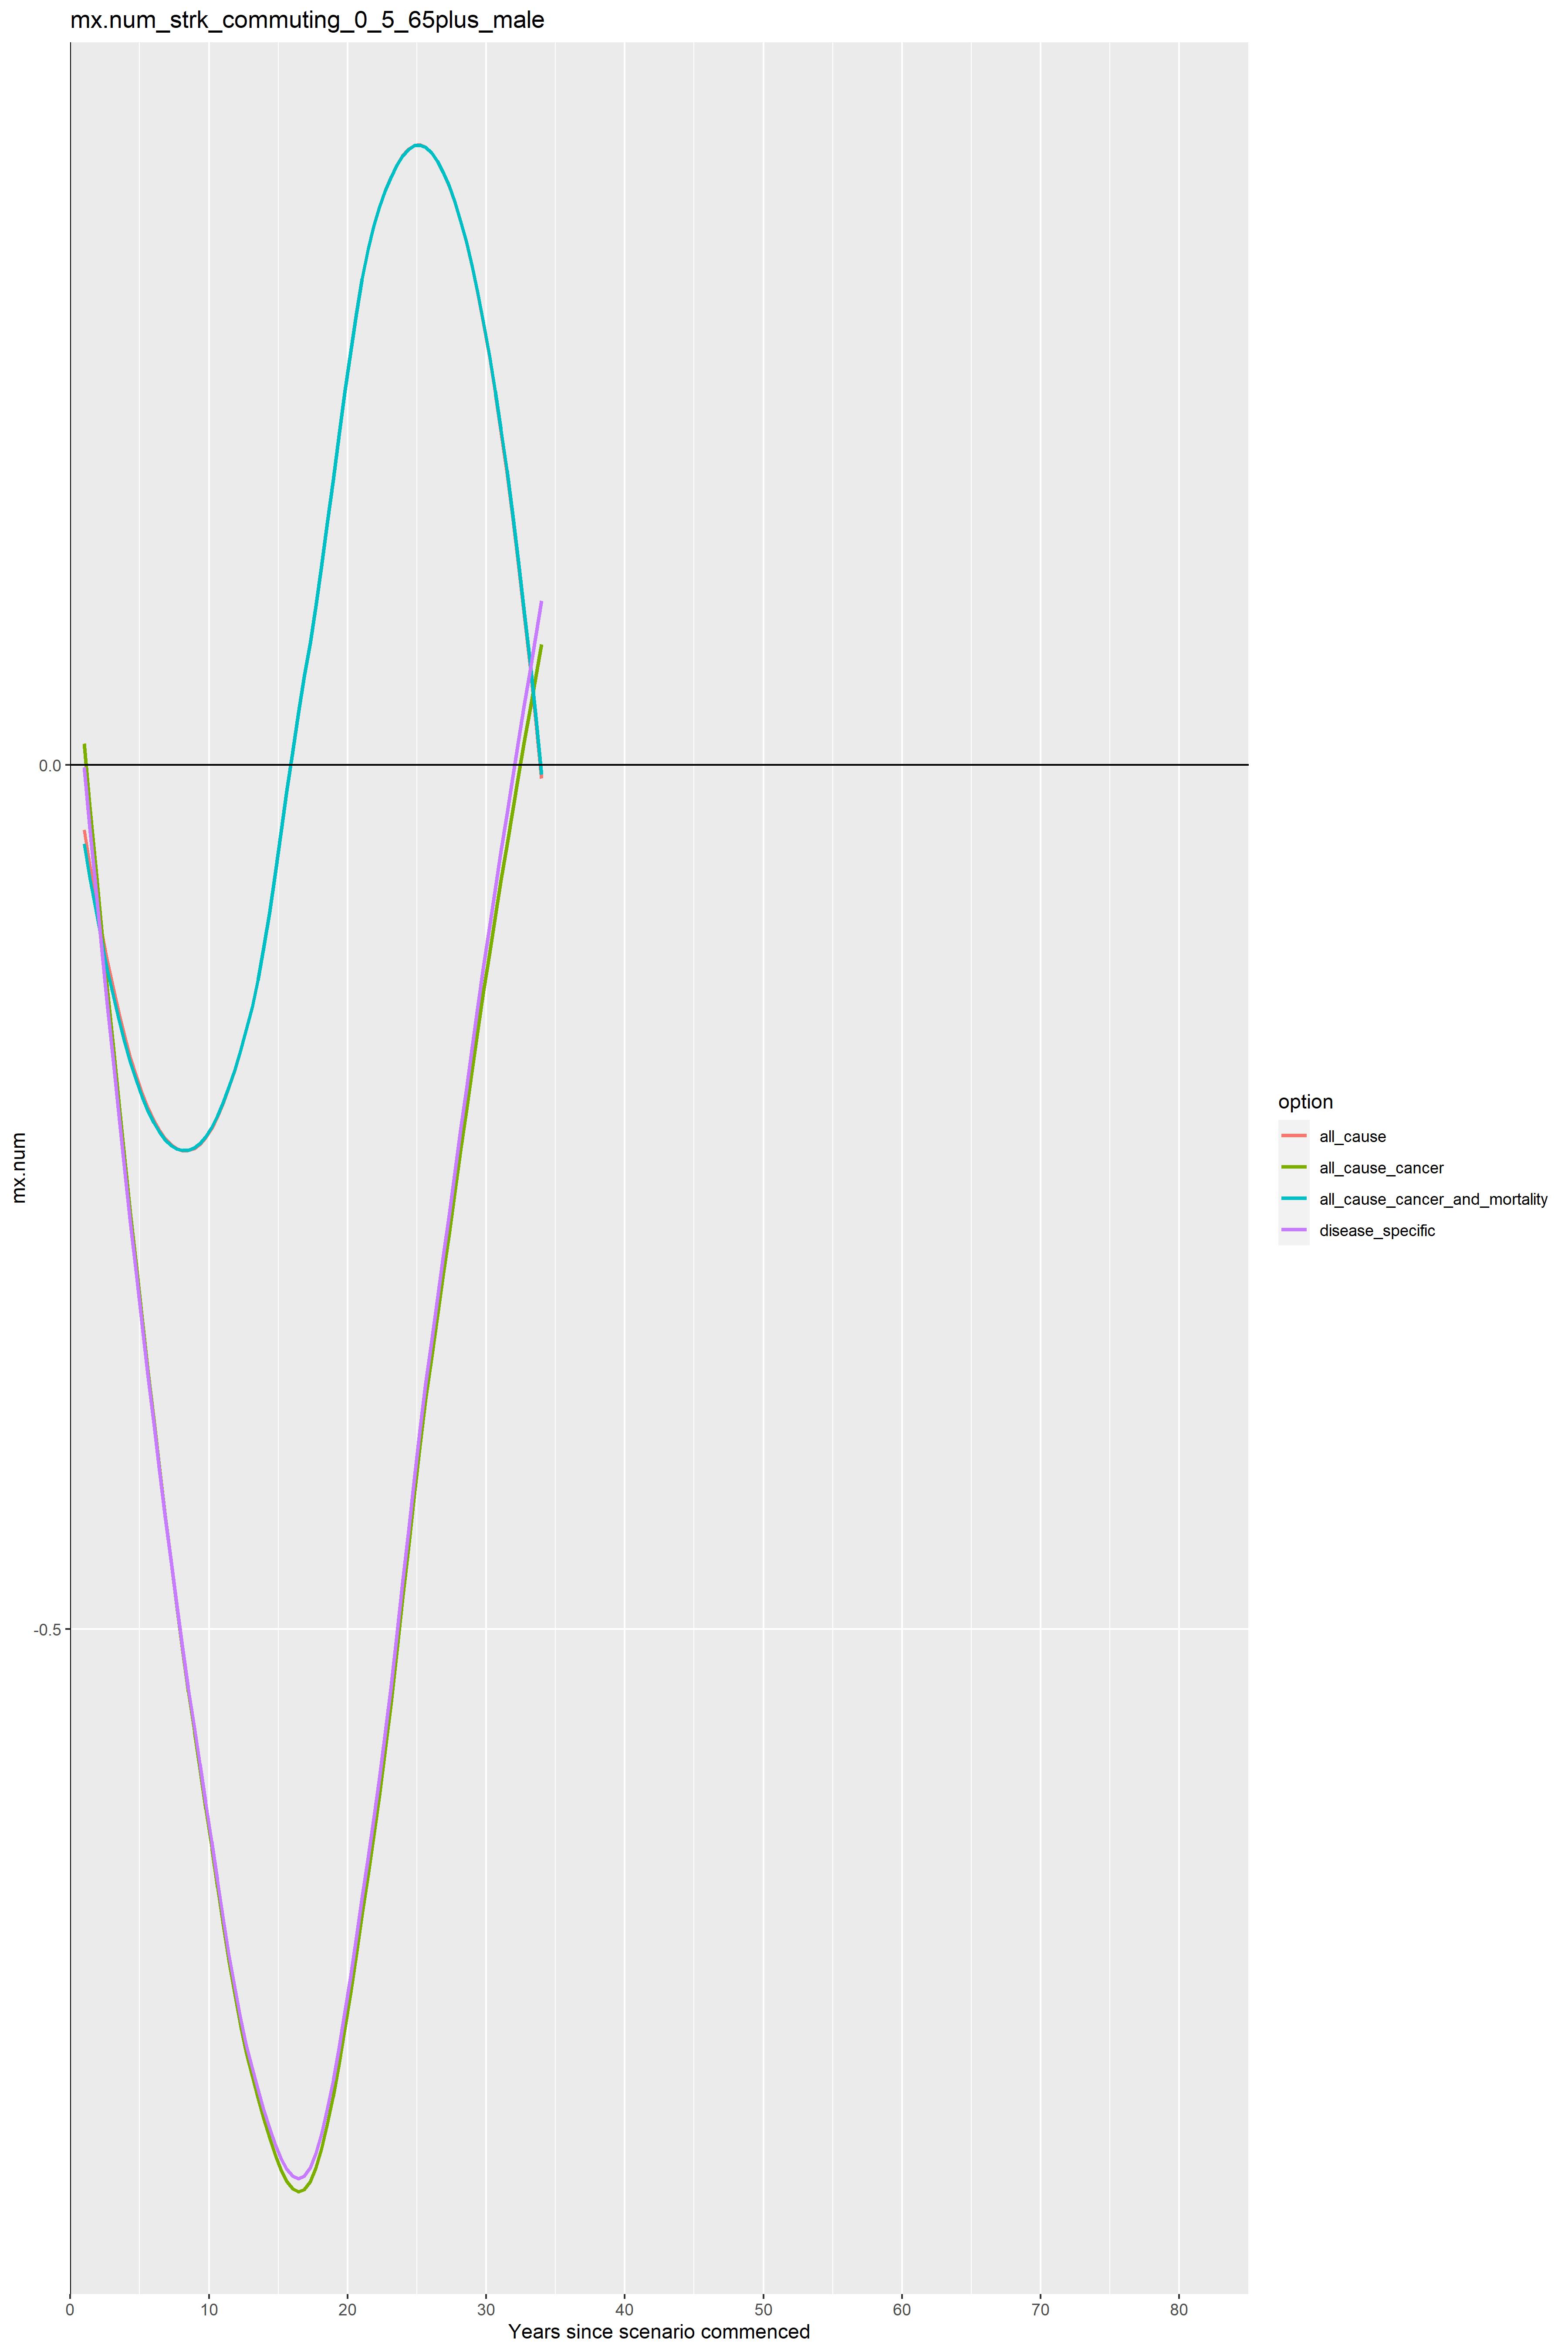 mx.num_strk_commuting_0_5_65plus_male
mx.num
0.0
-0.5
0 10 20 30 40 50 60 70 80
Years since scenario commenced
option
all_cause
all_cause_cancer
all_cause_cancer_and_mortality
disease_specific